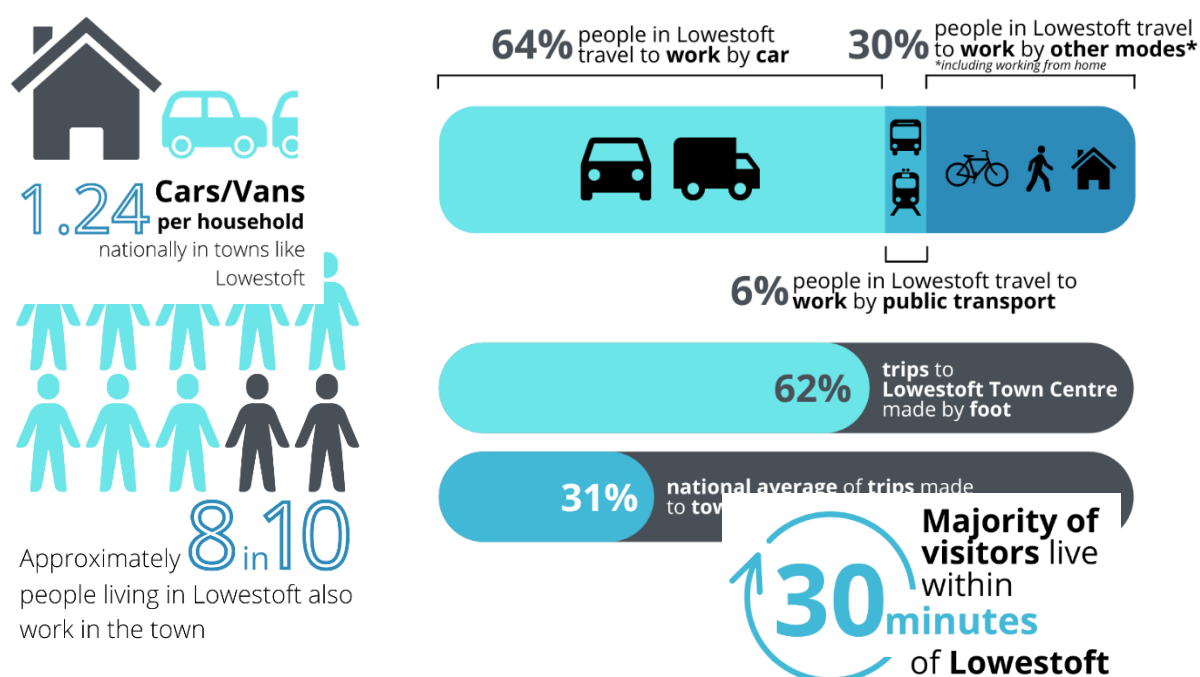 1.24 Cars/Vans
per household
nationally in towns like
Lowestoft
Approximately 8 in 10
people living in Lowestoft also
work in the town
64% people in Lowestoft
travel to work by car
30% people in Lowestoft travel
to work by other modes*
*including working from home
6% people in Lowestoft travel to
work by public transport
62% trips to
Lowestoft Town Centre
made by foot
31% national average of trips made
to
Majority of
visitors live
within
30 minutes
of Lowestoft